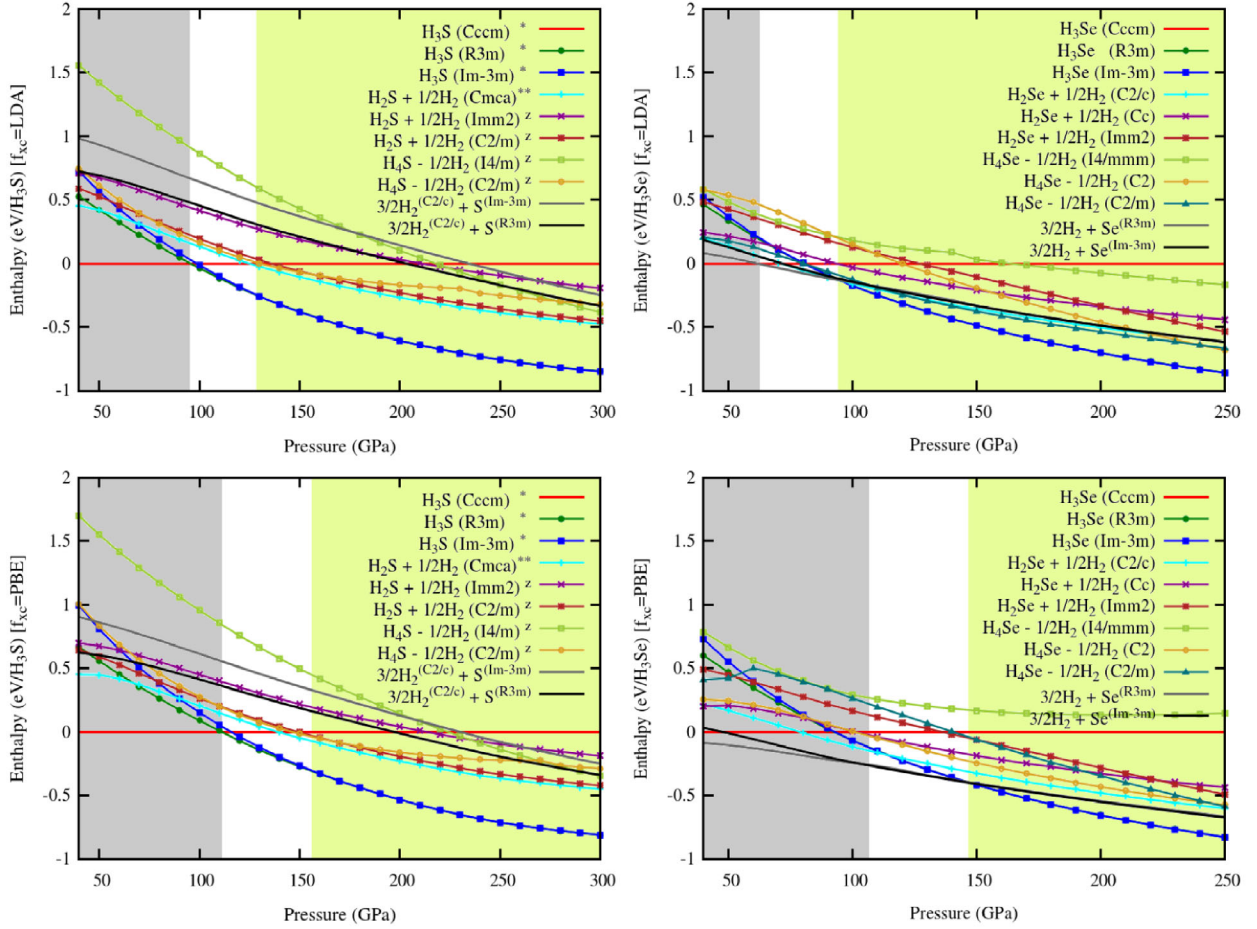 2
1.5
1
0.5
0
-0.5
-1
50
100
150
200
250
300
Enthalpy (eV/H₃S) [f_xc=LDA]
Pressure (GPa)
H₃S (Cccm) *
H₃S (R3m) *
H₃S (Im-3m) *
H₂S + 1/2H₂ (Cmca)**
H₂S + 1/2H₂ (Imm2) z
H₂S + 1/2H₂ (C2/m) z
H₄S - 1/2H₂ (I4/m) z
H₄S - 1/2H₂ (C2/m) z
3/2H₂^(C2/c) + S^(Im-3m)
3/2H₂^(C2/c) + S^(R3m)
2
1.5
1
0.5
0
-0.5
-1
50
100
150
200
250
Enthalpy (eV/H₃Se) [f_xc=LDA]
Pressure (GPa)
H₃Se (Cccm)
H₃Se (R3m)
H₃Se (Im-3m)
H₂Se + 1/2H₂ (C2/c)
H₂Se + 1/2H₂ (Cc)
H₂Se + 1/2H₂ (Imm2)
H₄Se - 1/2H₂ (I4/mmm)
H₄Se - 1/2H₂ (C2)
H₄Se - 1/2H₂ (C2/m)
3/2H₂ + Se^(R3m)
3/2H₂ + Se^(Im-3m)
2
1.5
1
0.5
0
-0.5
-1
50
100
150
200
250
300
Enthalpy (eV/H₃S) [f_xc=PBE]
Pressure (GPa)
H₃S (Cccm) *
H₃S (R3m) *
H₃S (Im-3m) *
H₂S + 1/2H₂ (Cmca)**
H₂S + 1/2H₂ (Imm2) z
H₂S + 1/2H₂ (C2/m) z
H₄S - 1/2H₂ (I4/m) z
H₄S - 1/2H₂ (C2/m) z
3/2H₂^(C2/c) + S^(Im-3m)
3/2H₂^(C2/c) + S^(R3m)
2
1.5
1
0.5
0
-0.5
-1
50
100
150
200
250
Enthalpy (eV/H₃Se) [f_xc=PBE]
Pressure (GPa)
H₃Se (Cccm)
H₃Se (R3m)
H₃Se (Im-3m)
H₂Se + 1/2H₂ (C2/c)
H₂Se + 1/2H₂ (Cc)
H₂Se + 1/2H₂ (Imm2)
H₄Se - 1/2H₂ (I4/mmm)
H₄Se - 1/2H₂ (C2)
H₄Se - 1/2H₂ (C2/m)
3/2H₂ + Se^(R3m)
3/2H₂ + Se^(Im-3m)